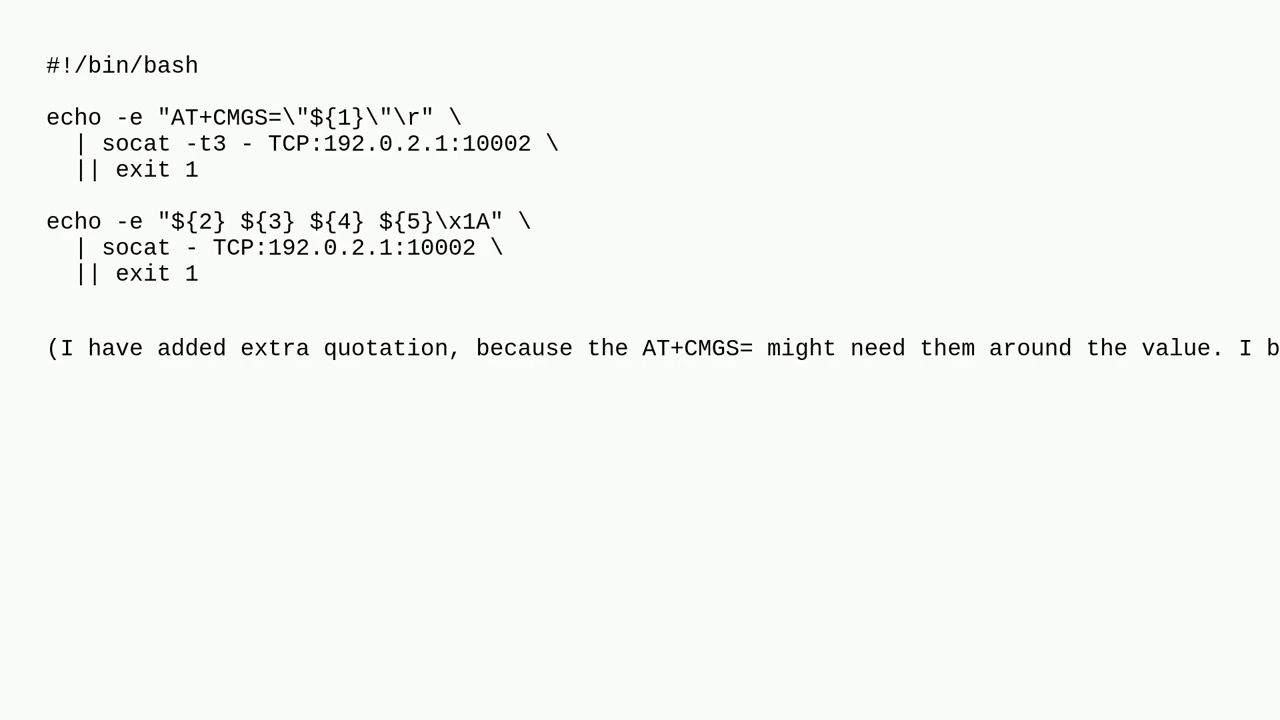 #!/bin/bash
echo -e "AT+CMGS=\"${1}\"\r" \
| socat -t3 - TCP:192.0.2.1:10002 \
|| exit 1
echo -e "${2} ${3} ${4} ${5}\x1A" \
| socat - TCP:192.0.2.1:10002 \
|| exit 1
(I have added extra quotation, because the AT+CMGS= might need them around the value. I